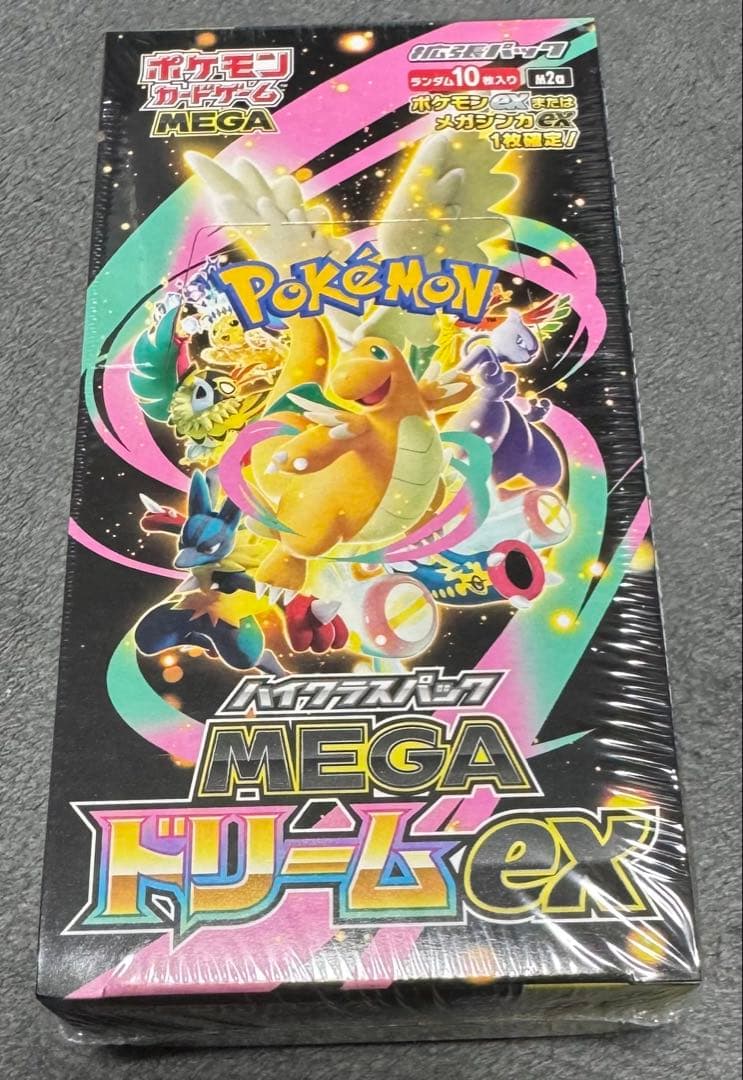 ポケモン
カードゲーム
MEGA
拡張パック
ランダム10枚入り M2a
ポケモンexまたは
メガシンカex
1枚確定!
POKéMON
TM
ハイクラスパック
MEGA
ドリームex